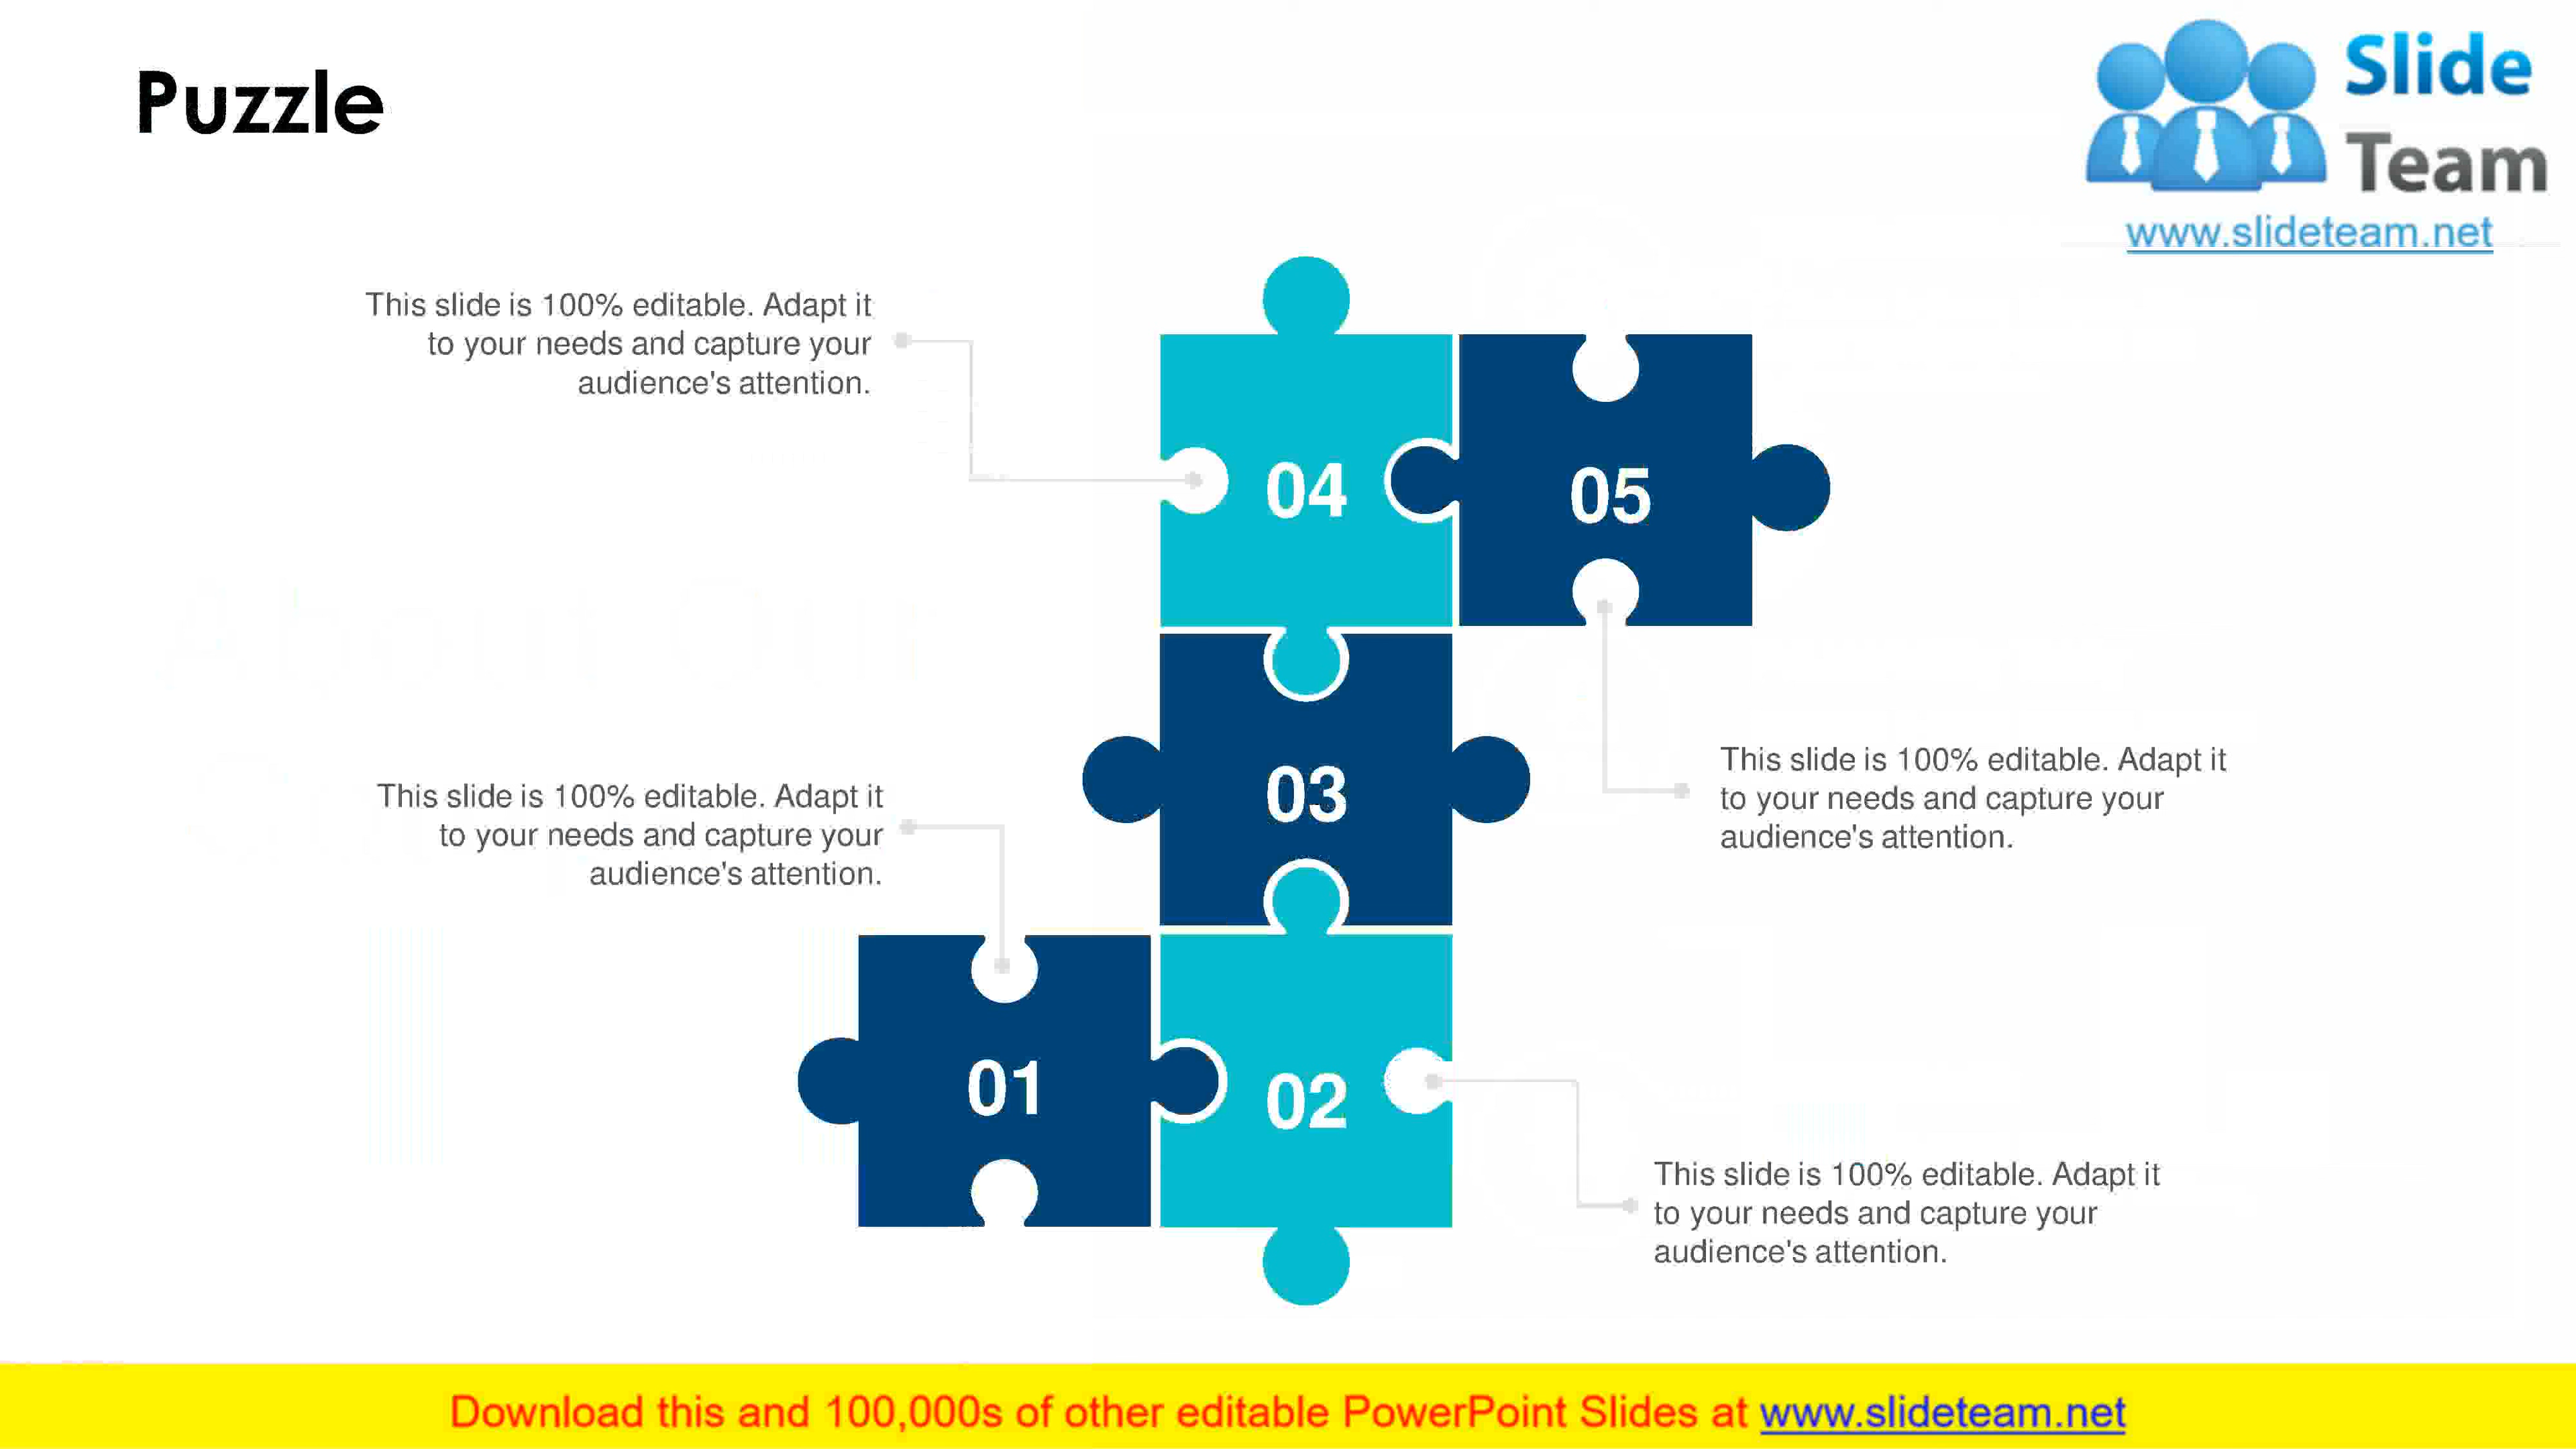 Puzzle
Slide
Team
www.slideteam.net
This slide is 100% editable. Adapt it
to your needs and capture your
audience's attention.
04
05
This slide is 100% editable. Adapt it
to your needs and capture your
audience's attention.
03
This slide is 100% editable. Adapt it
to your needs and capture your
audience's attention.
01
02
This slide is 100% editable. Adapt it
to your needs and capture your
audience's attention.
Download this and 100,000s of other editable PowerPoint Slides at www.slideteam.net